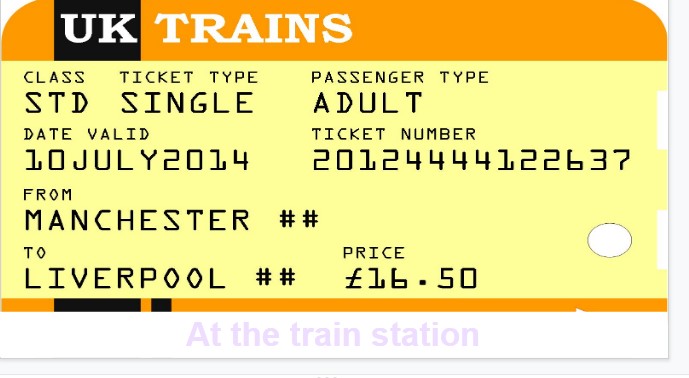 UK TRAINS
CLASS TICKET TYPE PASSENGER TYPE
STD SINGLE ADULT
DATE VALID TICKET NUMBER
10JULY2014 20124444122637
FROM
MANCHESTER ##
TO PRICE
LIVERPOOL ## £16.50
At the train station